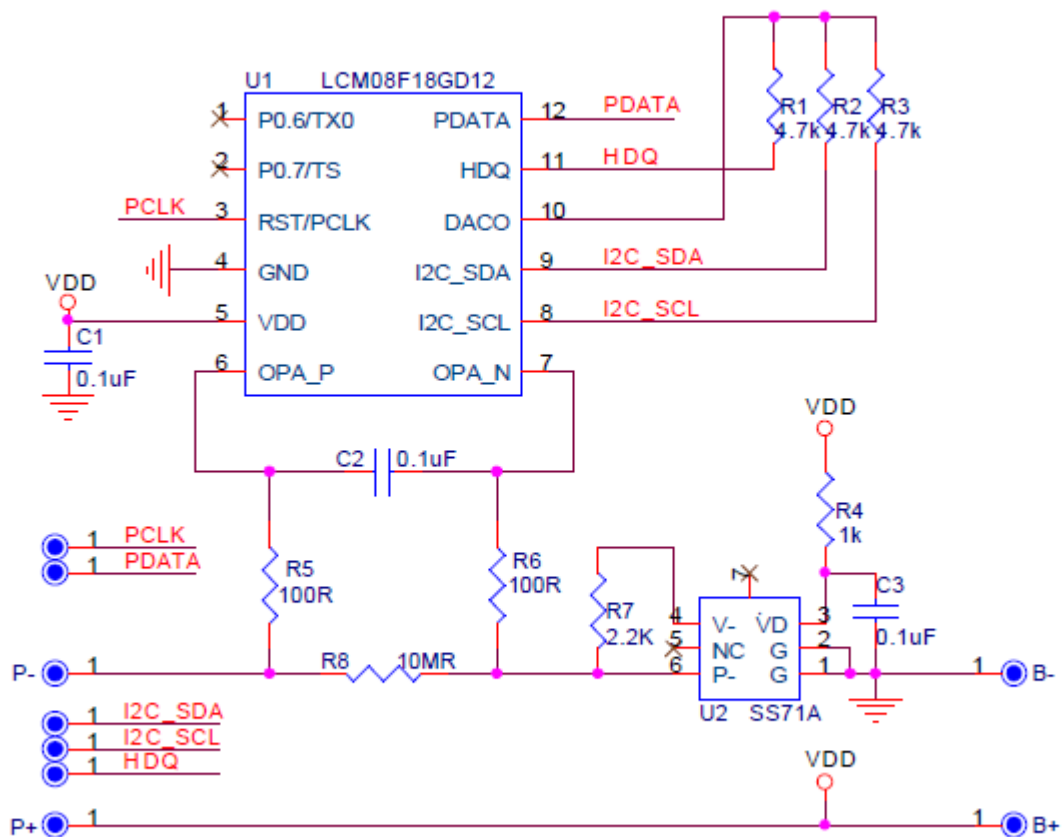 U1 LCM08F18GD12
1 P0.6/TX0 PDATA 12 PDATA
R1 R2 R3
4.7k 4.7k 4.7k
2 P0.7/TS HDQ 11 HDQ
PCLK 3 RST/PCLK DACO 10
4 GND I2C_SDA 9 I2C_SDA
VDD
5 VDD I2C_SCL 8 I2C_SCL
C1
0.1uF
6 OPA_P OPA_N 7
VDD
C2 0.1uF
R4
1k
1 PCLK
1 PDATA
R5
100R
R6
100R
R7
2.2K
7
C3
0.1uF
4 V- VD 3
5 NC G 2
6 P- G 1
P- 1 R8 10MR 1 B-
U2 SS71A
1 I2C_SDA
1 I2C_SCL
1 HDQ
VDD
P+ 1 1 B+